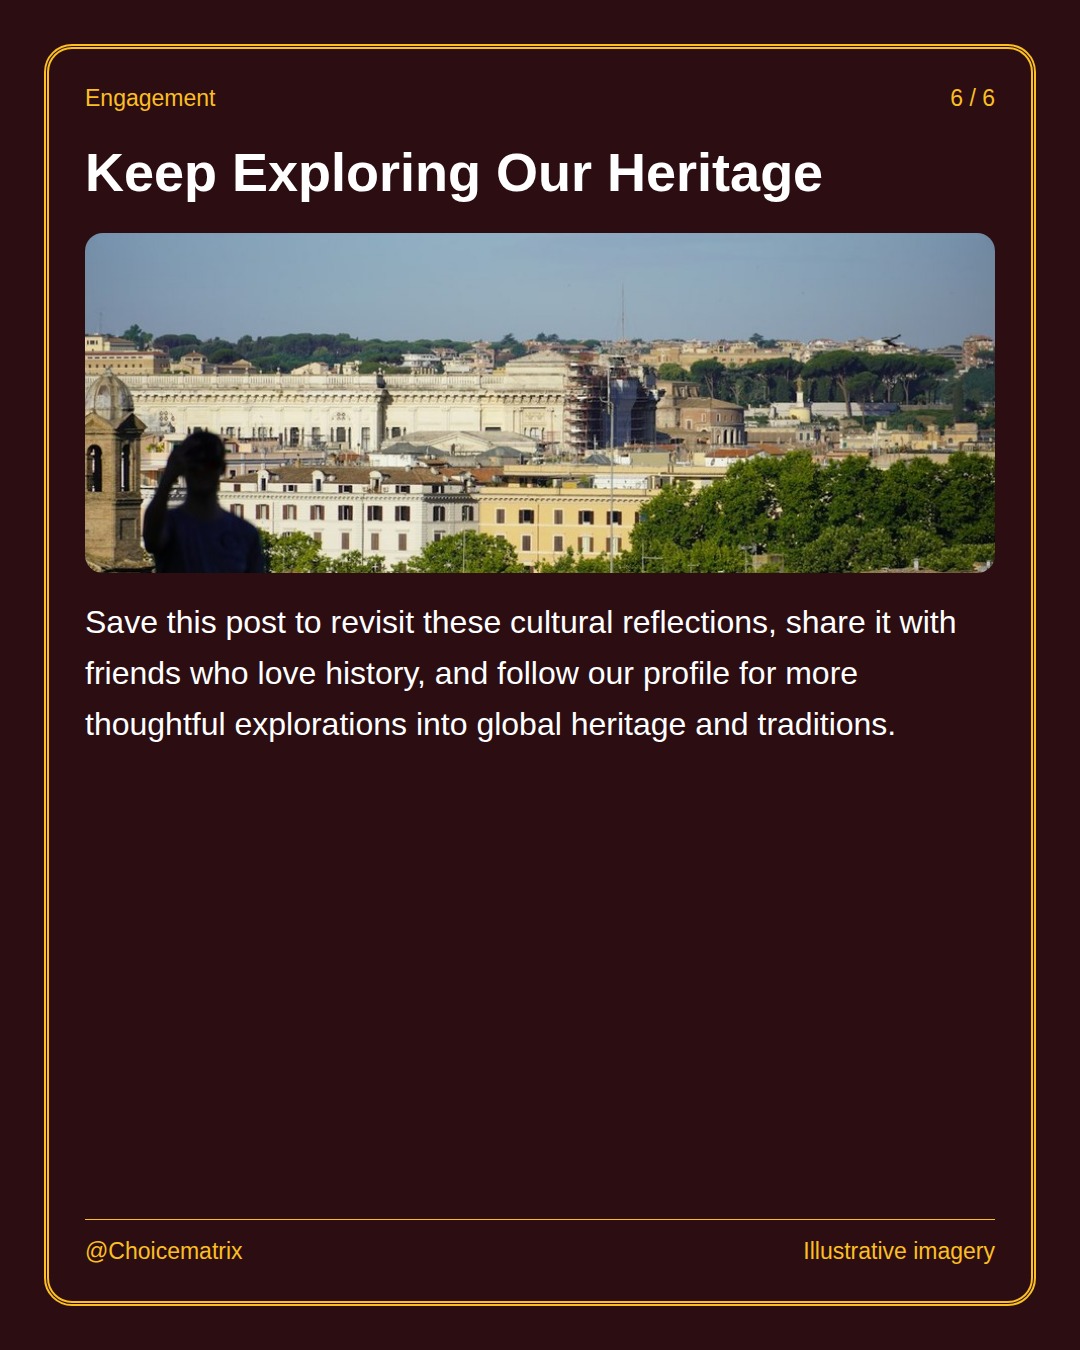 Engagement
6 / 6
Keep Exploring Our Heritage
Save this post to revisit these cultural reflections, share it with
friends who love history, and follow our profile for more
thoughtful explorations into global heritage and traditions.
@Choicematrix
Illustrative imagery